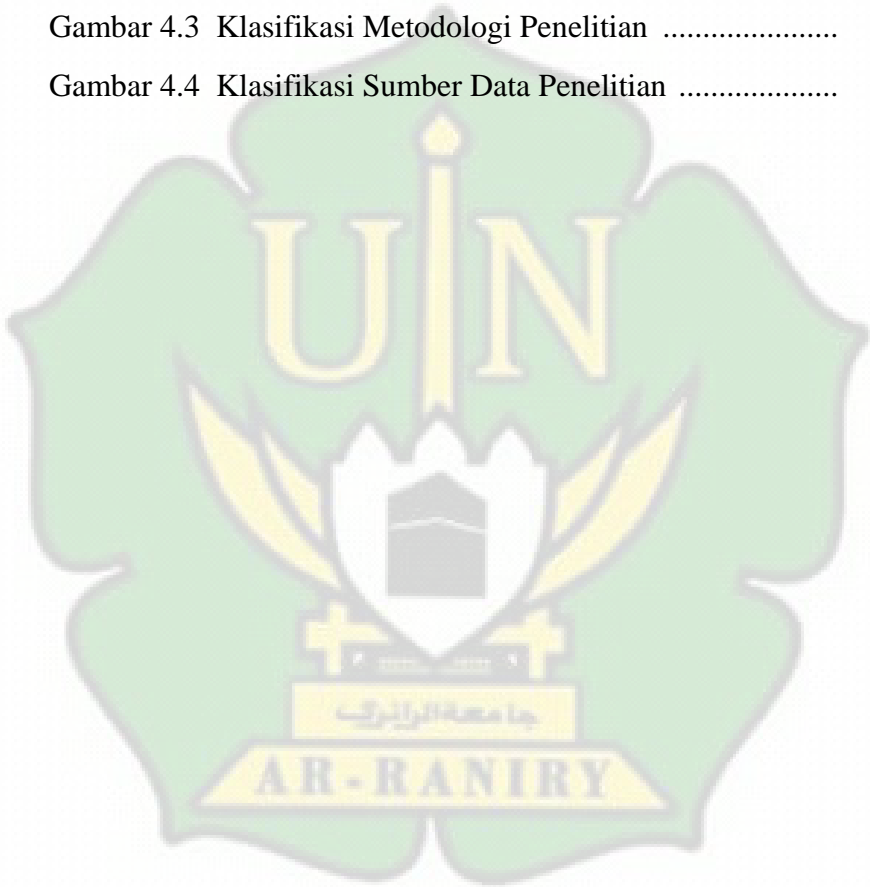 Gambar 4.3 Klasifikasi Metodologi Penelitian ......................
Gambar 4.4 Klasifikasi Sumber Data Penelitian ....................
UIN
جامعة الرانري
AR-RANIRY